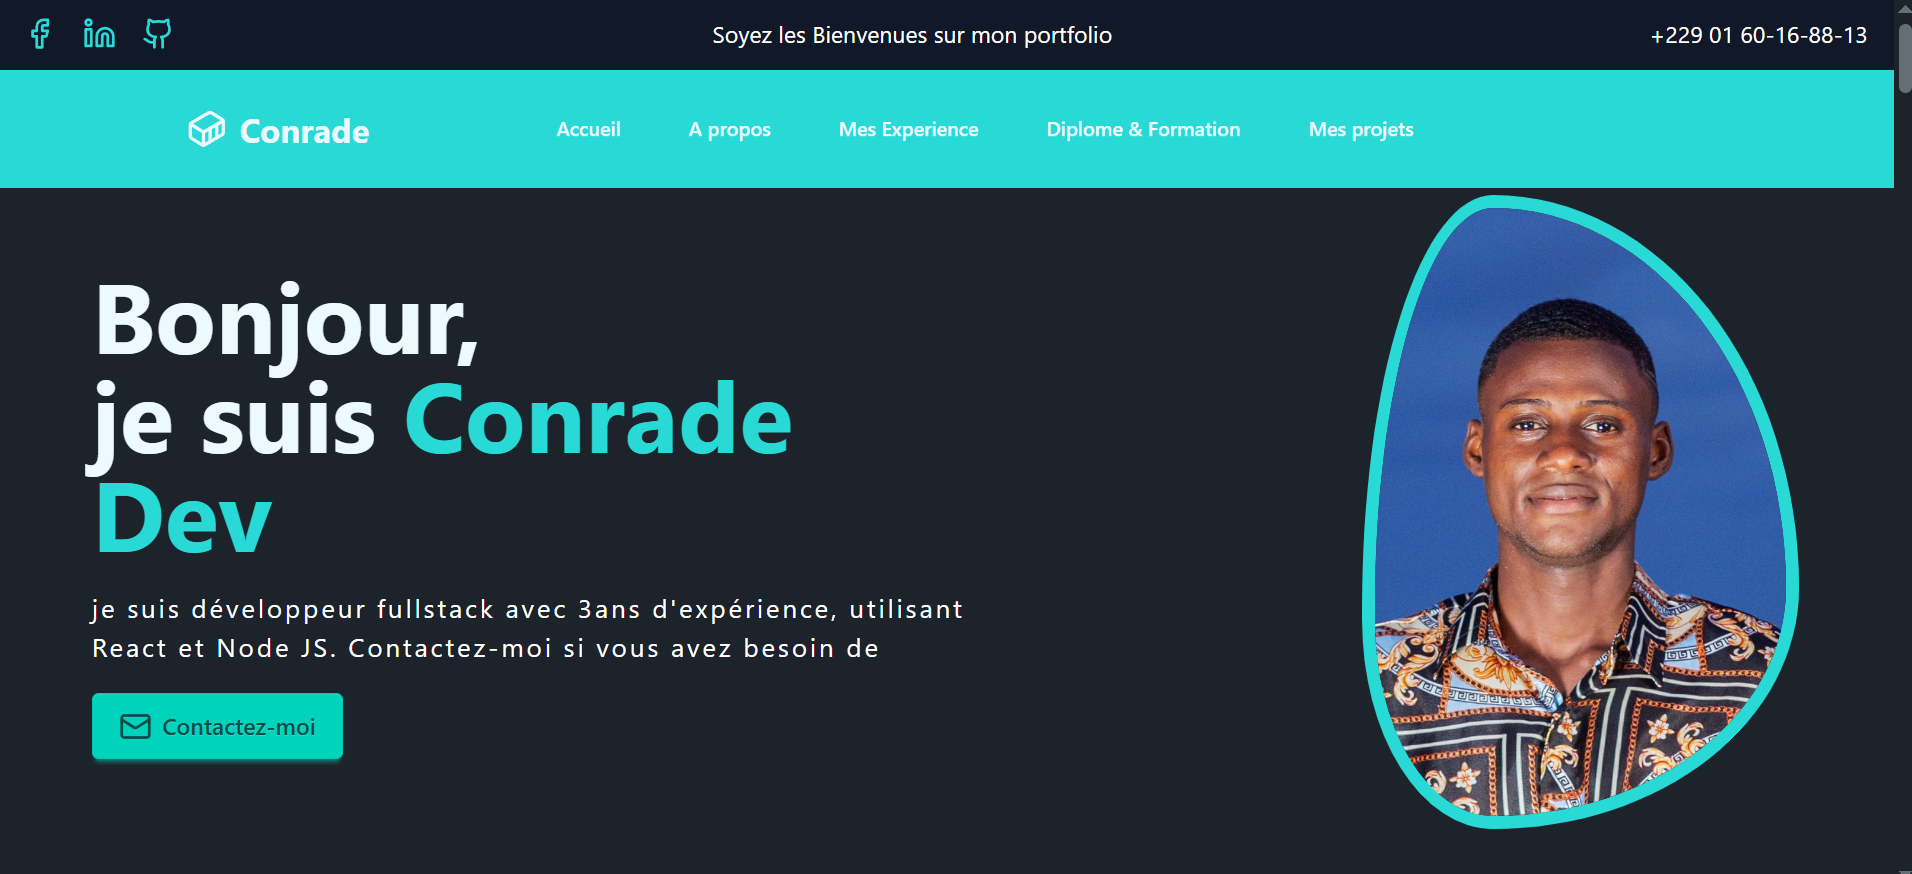 Soyez les Bienvenues sur mon portfolio
+229 01 60-16-88-13
Conrade
Accueil
A propos
Mes Experience
Diplome & Formation
Mes projets
Bonjour,
je suis Conrade
Dev
je suis développeur fullstack avec 3ans d'expérience, utilisant
React et Node JS. Contactez-moi si vous avez besoin de
Contactez-moi